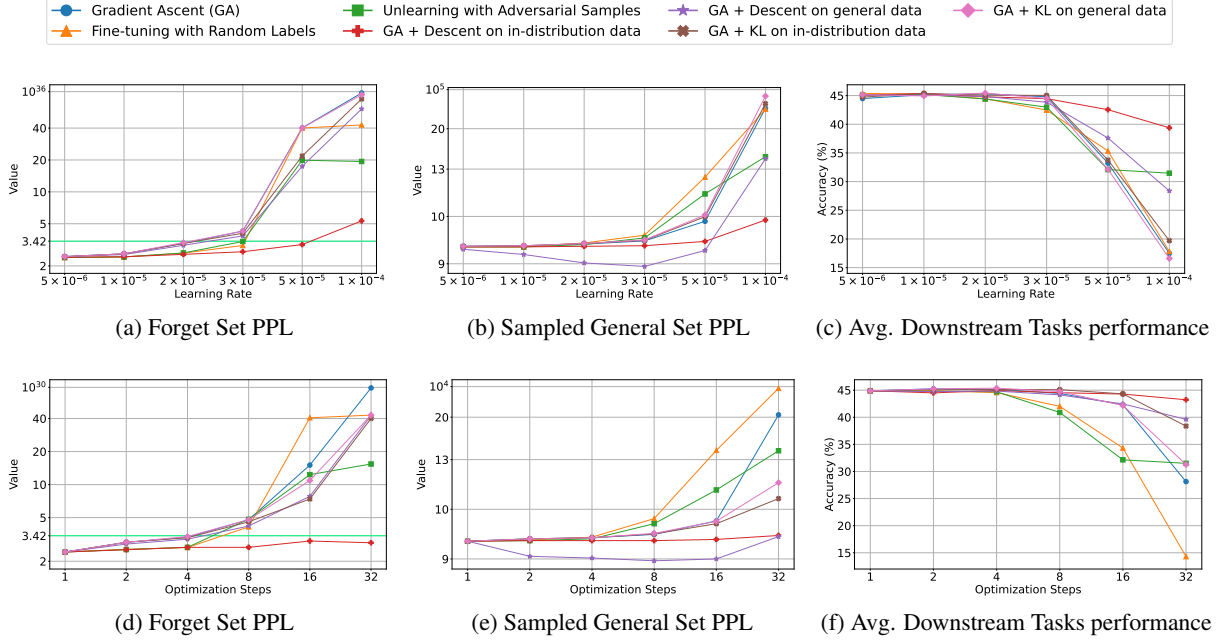 Gradient Ascent (GA)
Unlearning with Adversarial Samples
GA + Descent on general data
GA + KL on general data
Fine-tuning with Random Labels
GA + Descent on in-distribution data
GA + KL on in-distribution data
10^36
40
20
10
5
3.42
2
Value
5 × 10^−6 1 × 10^−5 2 × 10^−5 3 × 10^−5 5 × 10^−5 1 × 10^−4
Learning Rate
(a) Forget Set PPL
10^5
20
13
10
9
Value
5 × 10^−6 1 × 10^−5 2 × 10^−5 3 × 10^−5 5 × 10^−5 1 × 10^−4
Learning Rate
(b) Sampled General Set PPL
45
40
35
30
25
20
15
Accuracy (%)
5 × 10^−6 1 × 10^−5 2 × 10^−5 3 × 10^−5 5 × 10^−5 1 × 10^−4
Learning Rate
(c) Avg. Downstream Tasks performance
10^30
40
20
10
5
3.42
2
Value
1 2 4 8 16 32
Optimization Steps
(d) Forget Set PPL
10^4
20
13
10
9
Value
1 2 4 8 16 32
Optimization Steps
(e) Sampled General Set PPL
45
40
35
30
25
45
15
Accuracy (%)
1 2 4 8 16 32
Optimization Steps
(f) Avg. Downstream Tasks performance